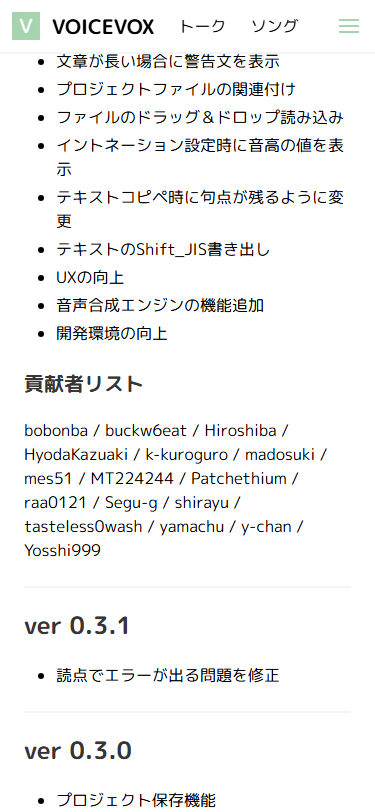 V VOICEVOX トーク ソング
文章が長い場合に警告文を表示
プロジェクトファイルの関連付け
ファイルのドラッグ＆ドロップ読み込み
イントネーション設定時に音高の値を表
示
テキストコピペ時に句点が残るように変
更
テキストのShift_JIS書き出し
UXの向上
音声合成エンジンの機能追加
開発環境の向上
貢献者リスト
bobonba / buckw6eat / Hiroshiba /
HyodaKazuaki / k-kuroguro / madosuki /
mes51 / MT224244 / Patchethium /
raa0121 / Segu-g / shirayu /
tasteless0wash / yamachu / y-chan /
Yosshi999
ver 0.3.1
読点でエラーが出る問題を修正
ver 0.3.0
プロジェクト保存機能